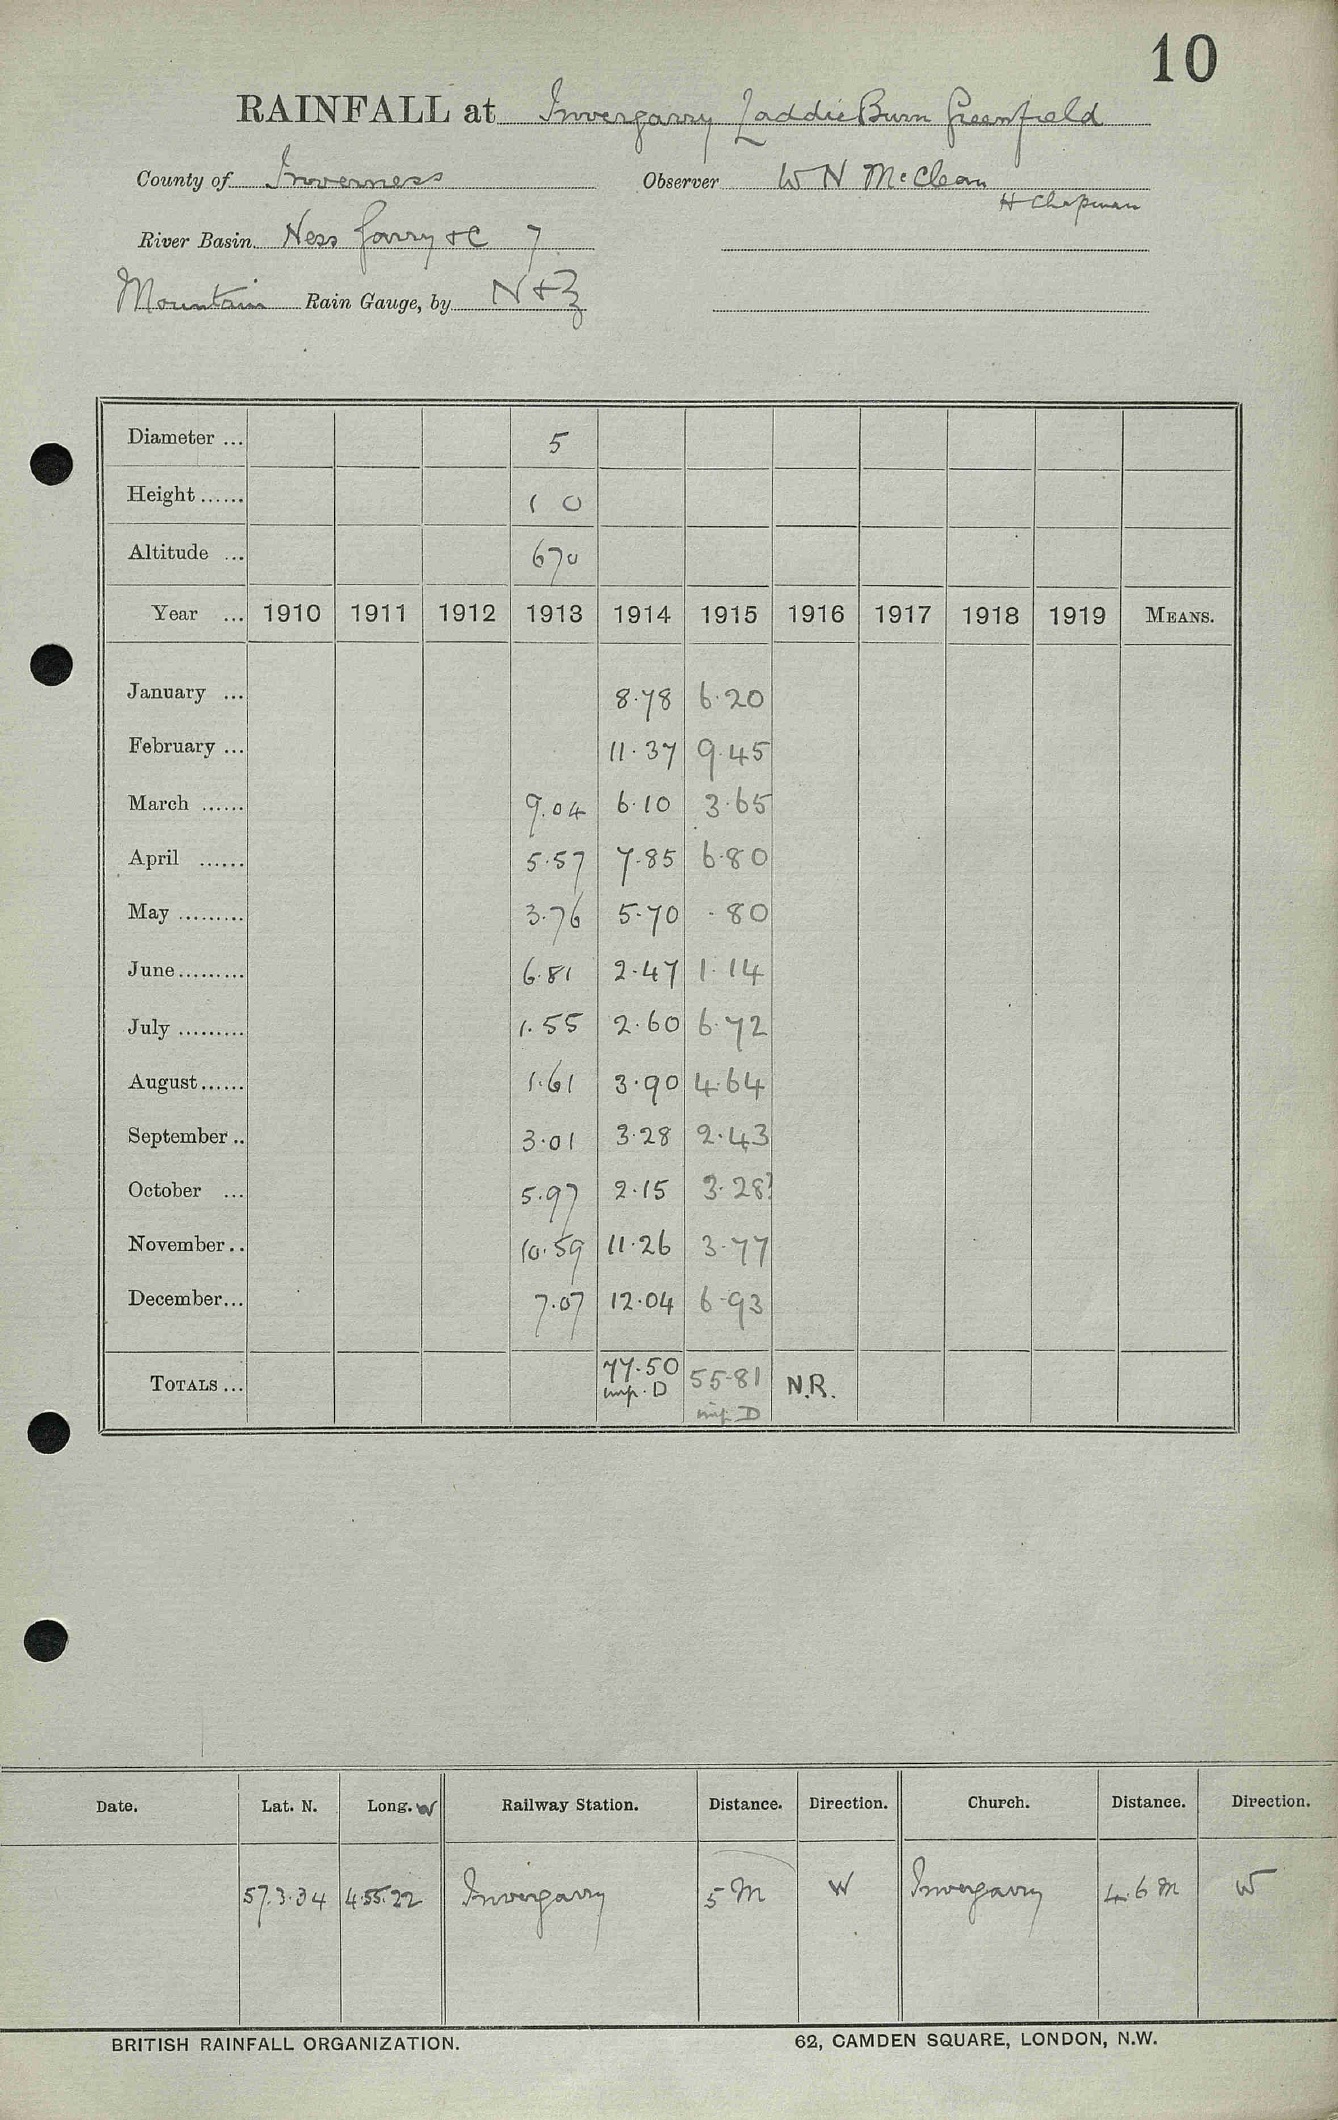 10
RAINFALL at Invergarry Laddie Burn Greenfield
County of Inverness Observer W N McClean
H Chapman
River Basin. Ness Garry &c 7
Mountain Rain Gauge, by N & Z
Diameter ... 5
Height ...... 1 0
Altitude ... 670
Year ... 1910 1911 1912 1913 1914 1915 1916 1917 1918 1919 MEANS.
January ... 8.78 6.20
February ... 11.37 9.45
March ...... 9.04 6.10 3.65
April ...... 5.57 7.85 6.80
May ......... 3.76 5.70 .80
June ......... 6.81 2.47 1.14
July ......... 1.55 2.60 6.72
August ...... 1.61 3.90 4.64
September .. 3.01 3.28 2.43
October ... 5.97 2.15 3.28?
November .. 10.59 11.26 3.77
December ... 7.07 12.04 6.93
TOTALS ... 77.50 55.81 N.R.
imp. D imp. D
Date. Lat. N. Long. W Railway Station. Distance. Direction. Church. Distance. Direction.
57.3.34 4.55.22 Invergarry 5 M W Invergarry 4.6 M W
BRITISH RAINFALL ORGANIZATION. 62, CAMDEN SQUARE, LONDON, N.W.